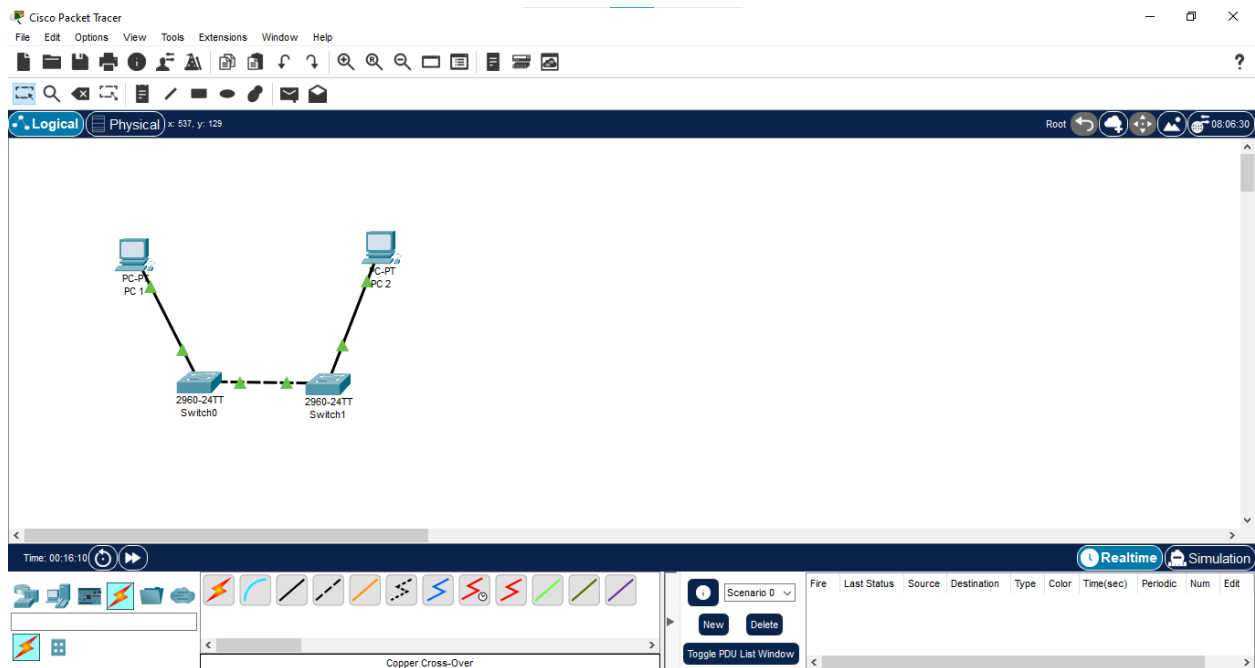 Cisco Packet Tracer
File Edit Options View Tools Extensions Window Help
?
Logical Physical x: 537, y: 129 Root 08:06:30
PC-PT
PC 1
PC-PT
PC 2
2960-24TT
Switch0
2960-24TT
Switch1
Time: 00:16:10 Realtime Simulation
Scenario 0
New Delete
Toggle PDU List Window
Fire Last Status Source Destination Type Color Time(sec) Periodic Num Edit
Copper Cross-Over